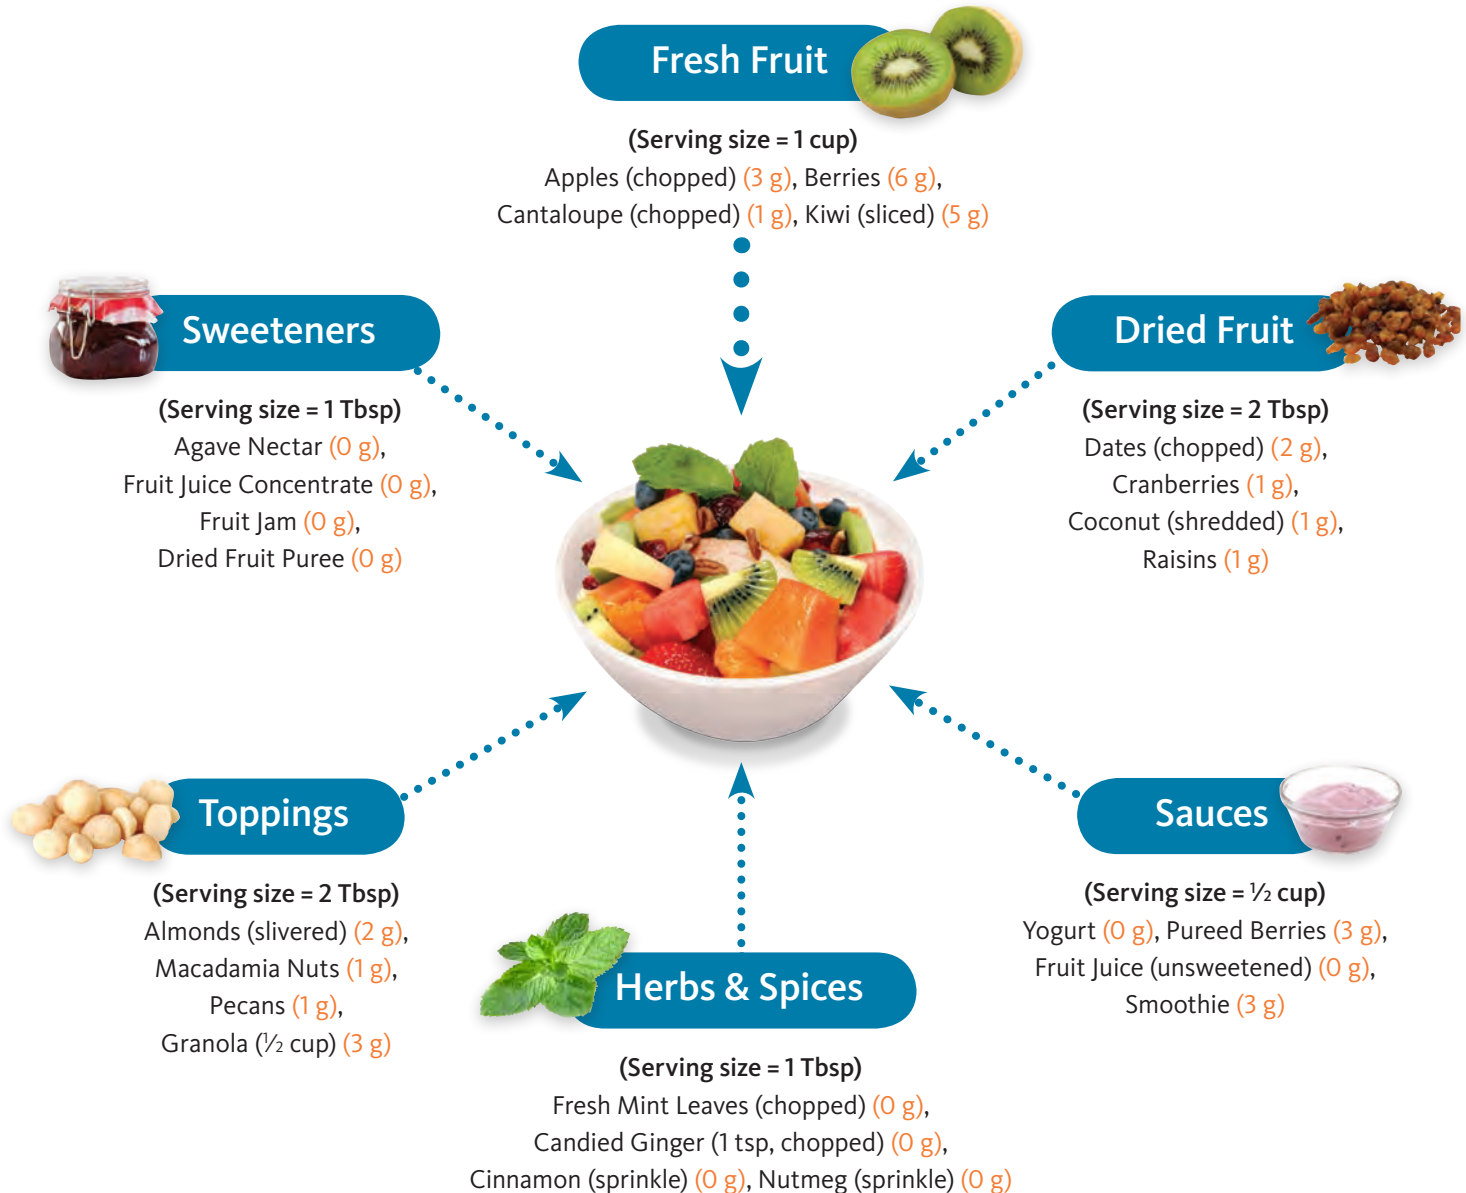 Fresh Fruit
(Serving size = 1 cup)
Apples (chopped) (3 g), Berries (6 g),
Cantaloupe (chopped) (1 g), Kiwi (sliced) (5 g)
Sweeteners
(Serving size = 1 Tbsp)
Agave Nectar (0 g),
Fruit Juice Concentrate (0 g),
Fruit Jam (0 g),
Dried Fruit Puree (0 g)
Dried Fruit
(Serving size = 2 Tbsp)
Dates (chopped) (2 g),
Cranberries (1 g),
Coconut (shredded) (1 g),
Raisins (1 g)
Toppings
(Serving size = 2 Tbsp)
Almonds (slivered) (2 g),
Macadamia Nuts (1 g),
Pecans (1 g),
Granola (½ cup) (3 g)
Sauces
(Serving size = ½ cup)
Yogurt (0 g), Pureed Berries (3 g),
Fruit Juice (unsweetened) (0 g),
Smoothie (3 g)
Herbs & Spices
(Serving size = 1 Tbsp)
Fresh Mint Leaves (chopped) (0 g),
Candied Ginger (1 tsp, chopped) (0 g),
Cinnamon (sprinkle) (0 g), Nutmeg (sprinkle) (0 g)